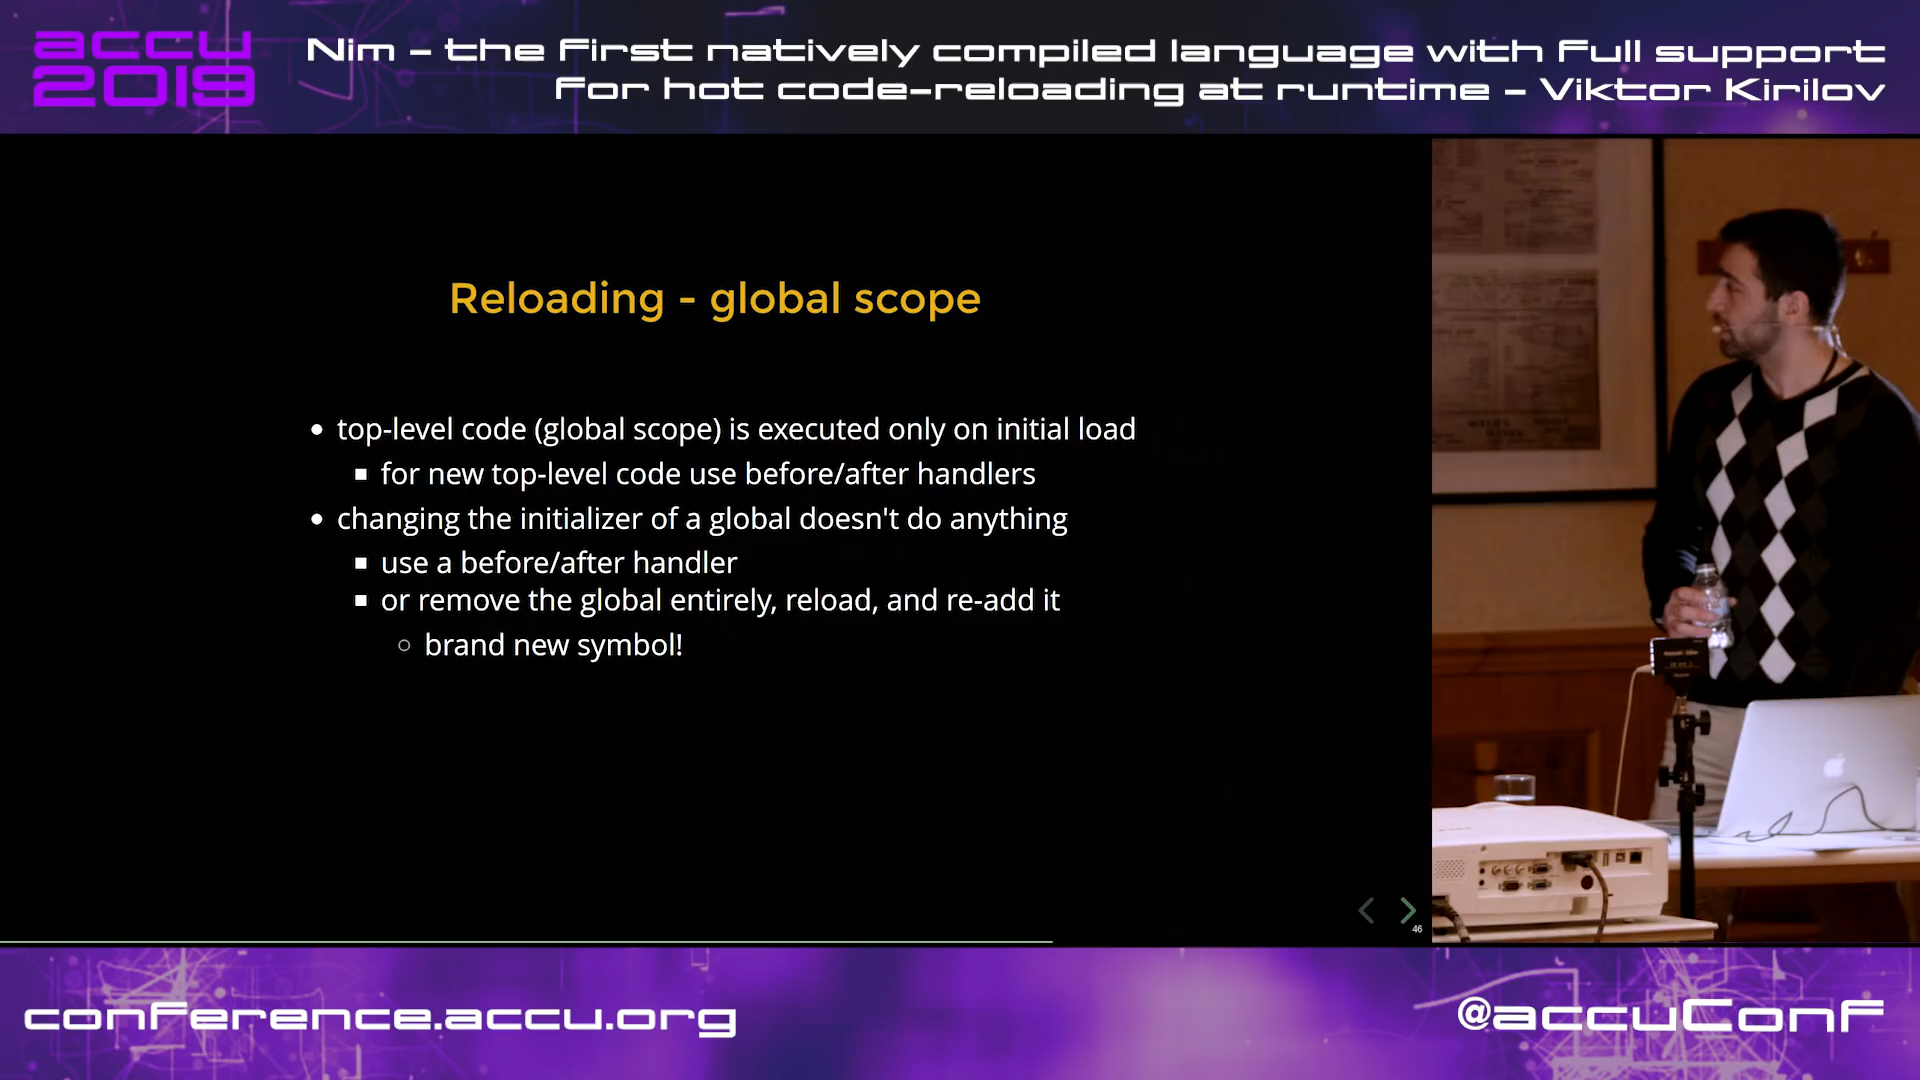 accu
2019
Nim - the first natively compiled language with full support
for hot code-reloading at runtime - Viktor Kirilov
Reloading - global scope
• top-level code (global scope) is executed only on initial load
▪ for new top-level code use before/after handlers
• changing the initializer of a global doesn't do anything
▪ use a before/after handler
▪ or remove the global entirely, reload, and re-add it
○ brand new symbol!
46
conference.accu.org
@accuConf